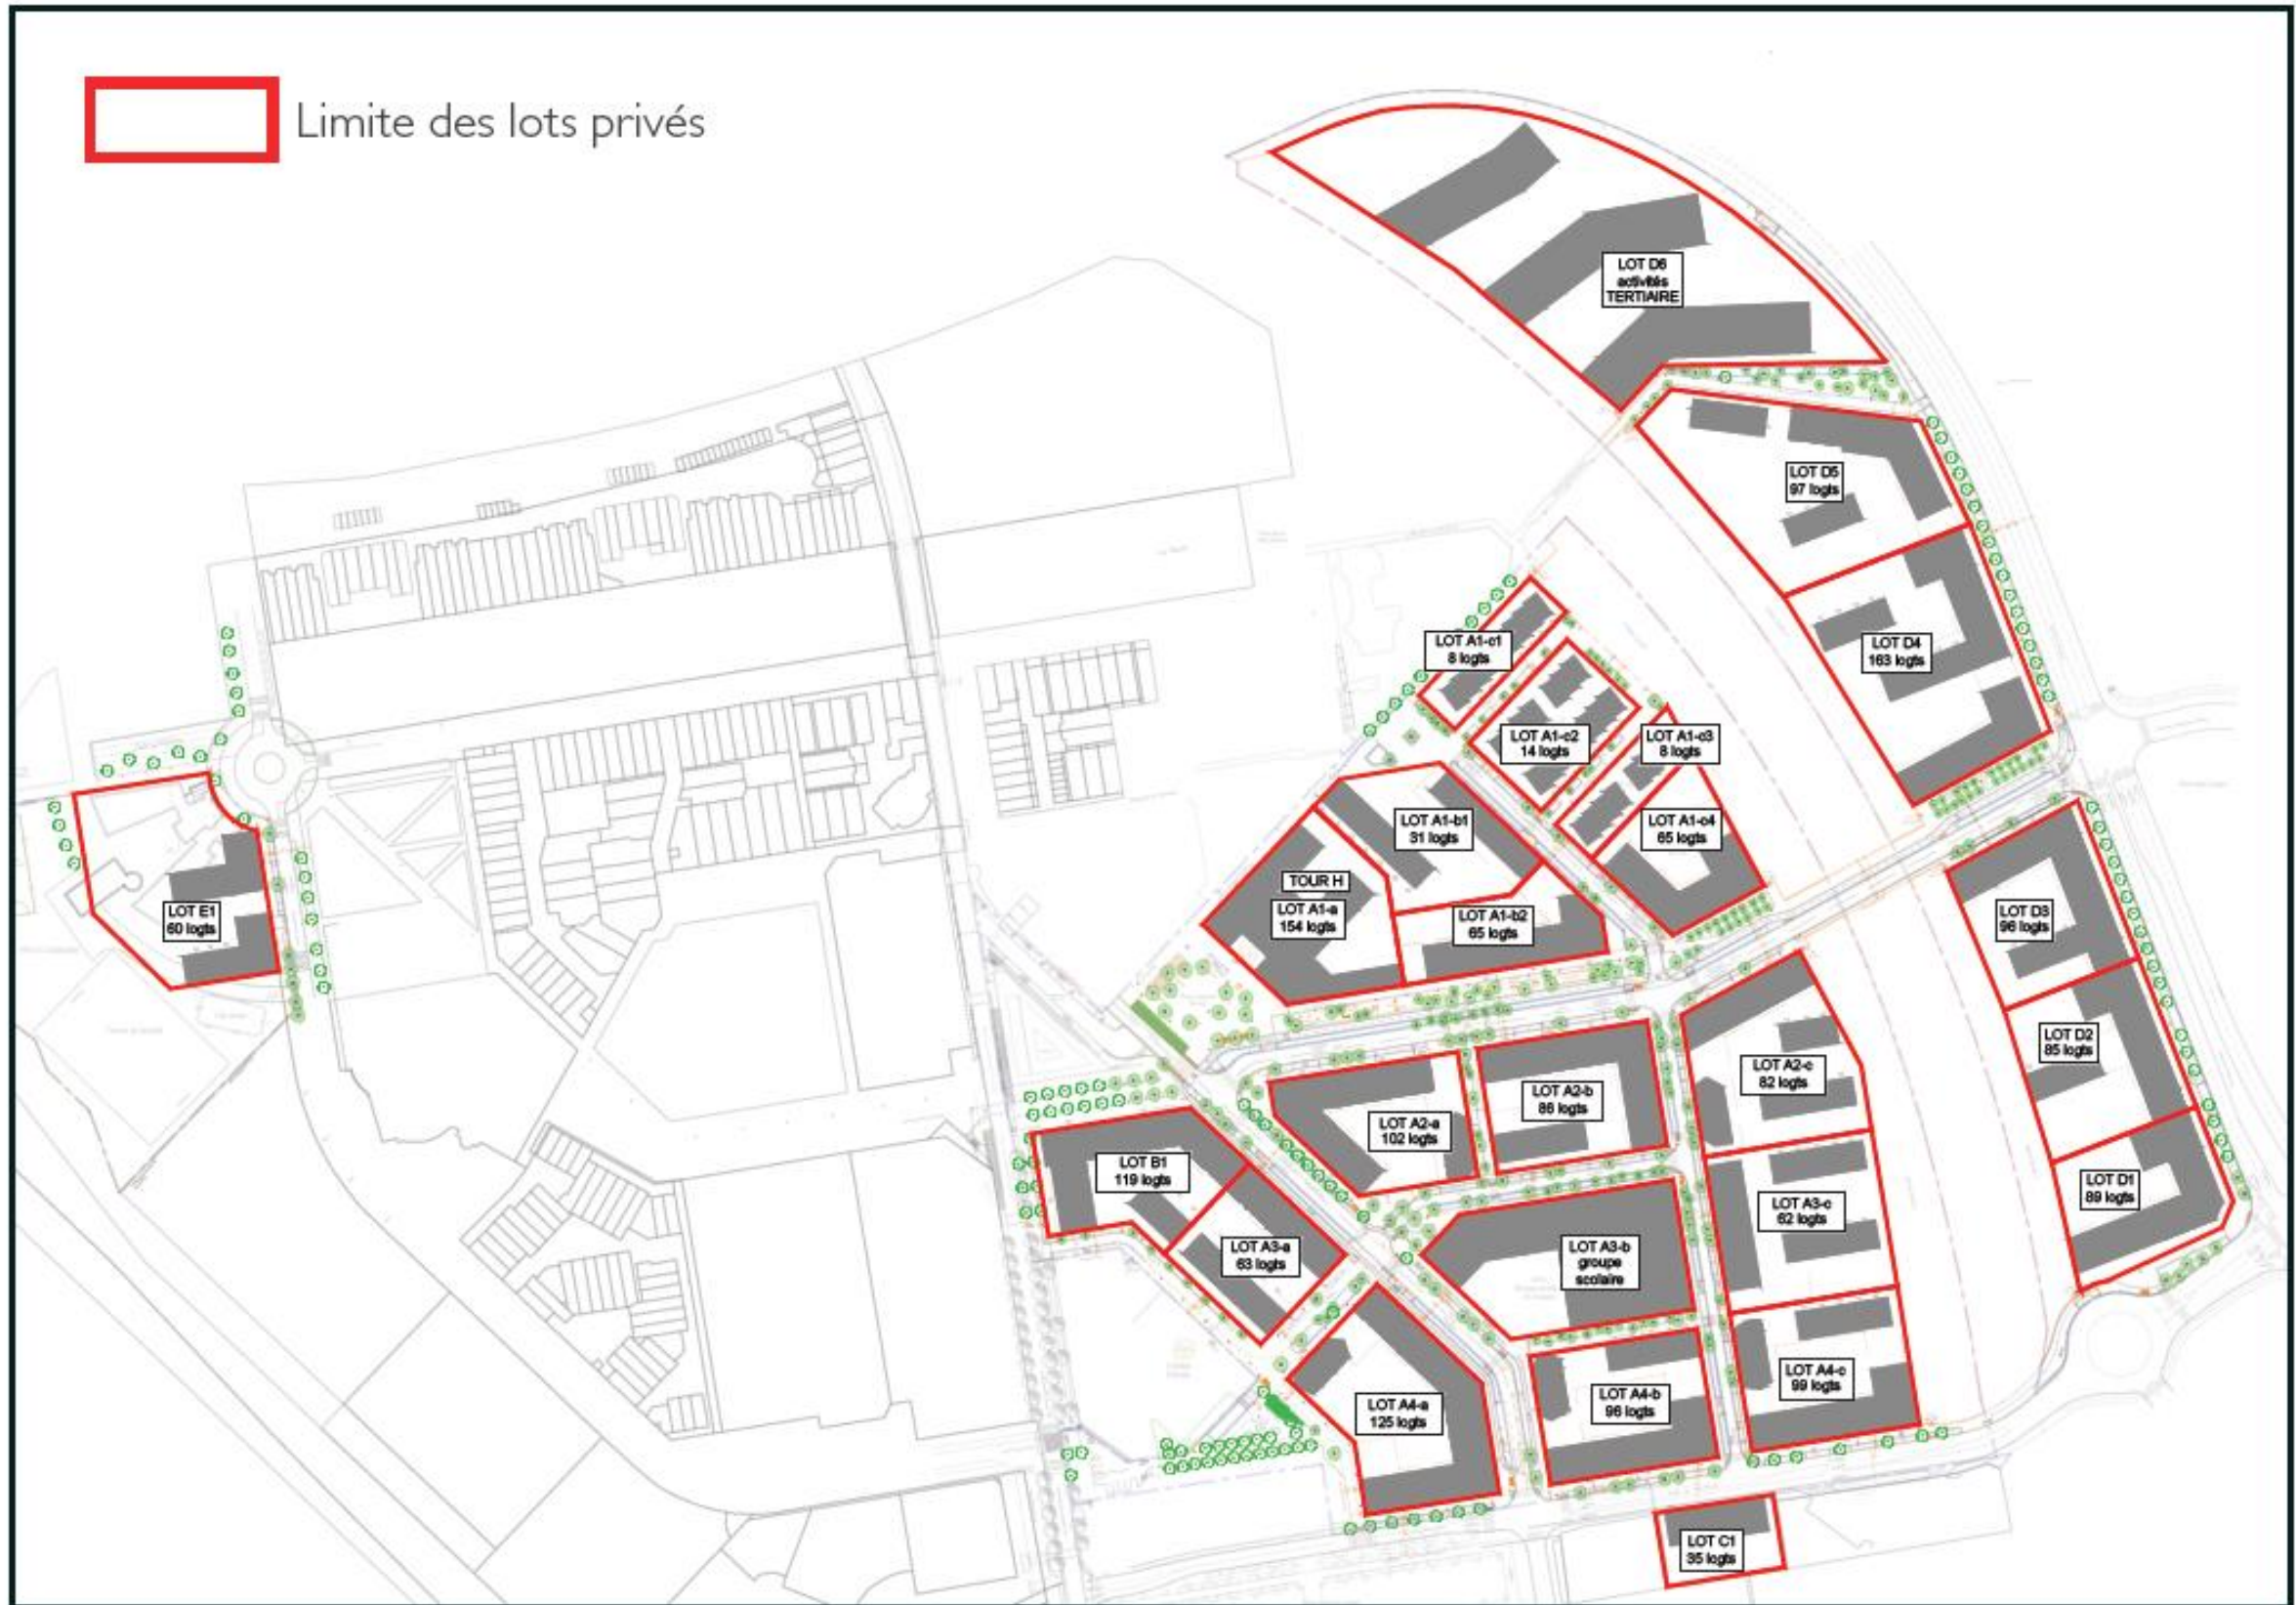 Limite des lots privés
LOT D6
activités
TERTIAIRE
LOT D5
97 logts
LOT D4
163 logts
LOT A1-c1
8 logts
LOT A1-c2
14 logts
LOT A1-c3
8 logts
LOT A1-c4
65 logts
LOT A1-b1
31 logts
TOUR H
LOT A1-a
154 logts
LOT A1-b2
65 logts
LOT E1
60 logts
LOT D3
96 logts
LOT D2
85 logts
LOT D1
89 logts
LOT A2-c
82 logts
LOT A2-b
86 logts
LOT A2-a
102 logts
LOT B1
119 logts
LOT A3-a
63 logts
LOT A3-b
groupe
scolaire
LOT A3-c
62 logts
LOT A4-a
125 logts
LOT A4-b
96 logts
LOT A4-c
99 logts
LOT C1
35 logts